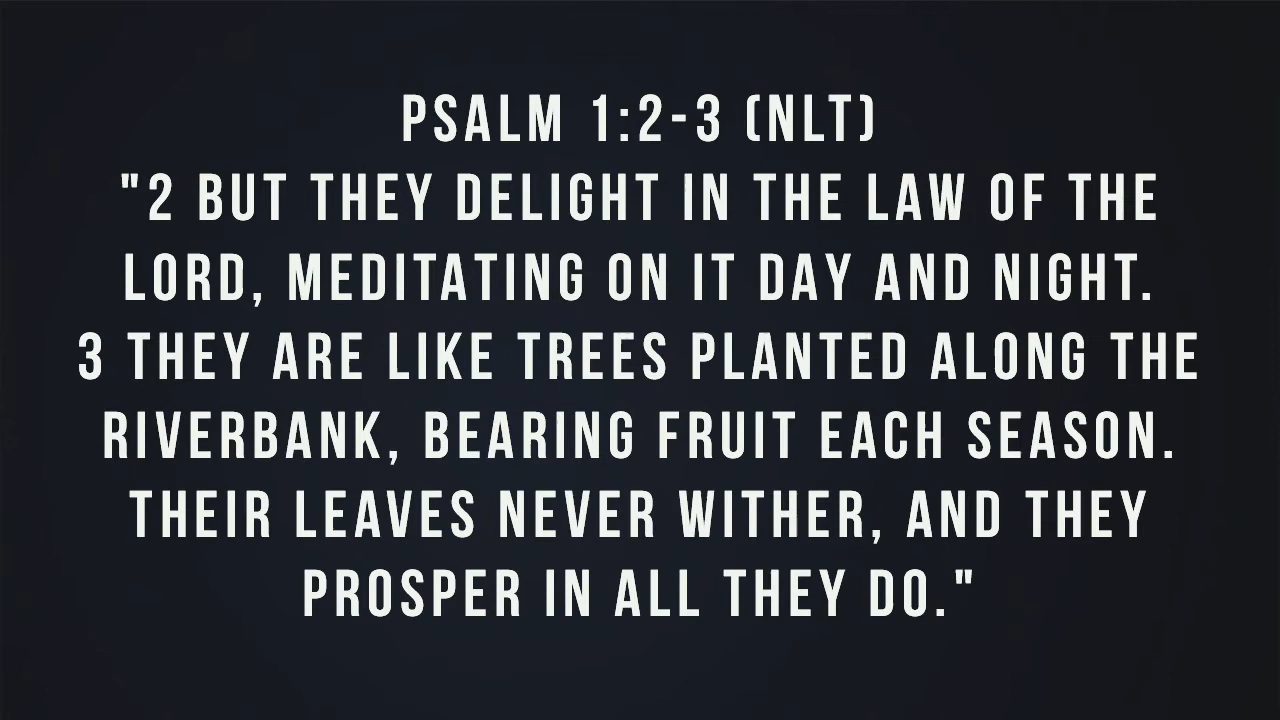 PSALM 1:2-3 (NLT)
"2 BUT THEY DELIGHT IN THE LAW OF THE
LORD, MEDITATING ON IT DAY AND NIGHT.
3 THEY ARE LIKE TREES PLANTED ALONG THE
RIVERBANK, BEARING FRUIT EACH SEASON.
THEIR LEAVES NEVER WITHER, AND THEY
PROSPER IN ALL THEY DO."